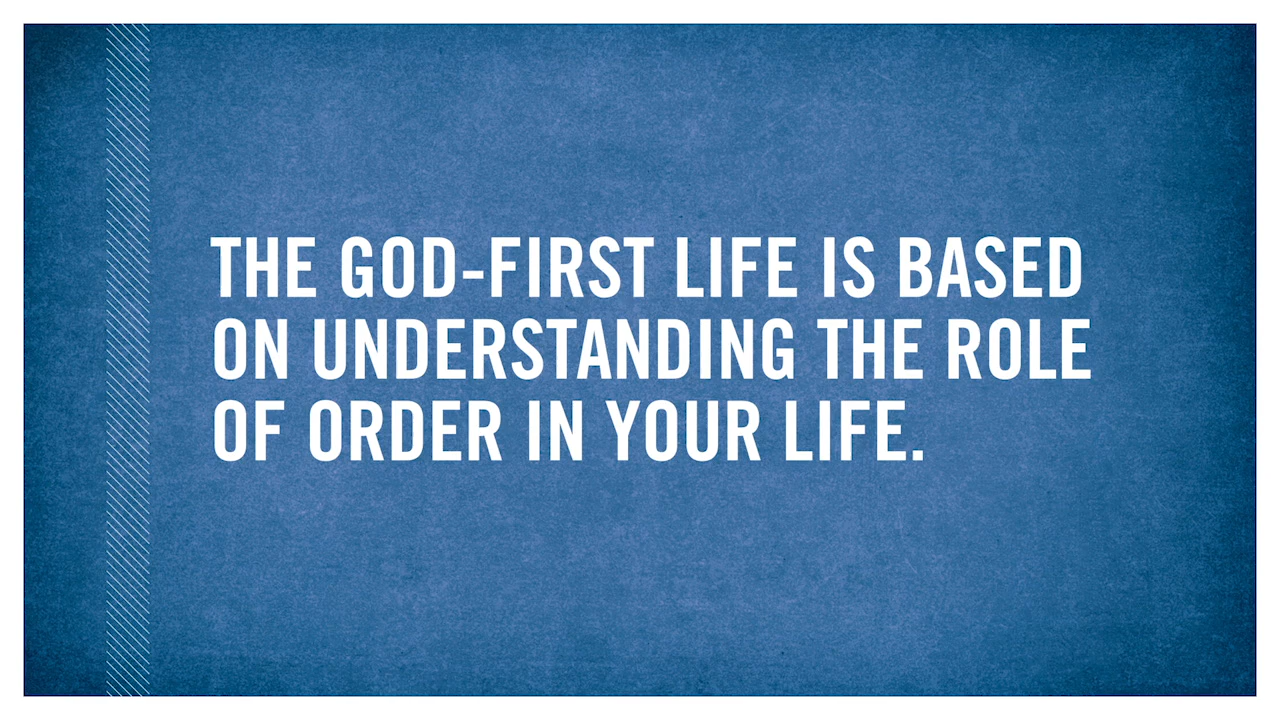 THE GOD-FIRST LIFE IS BASED
ON UNDERSTANDING THE ROLE
OF ORDER IN YOUR LIFE.